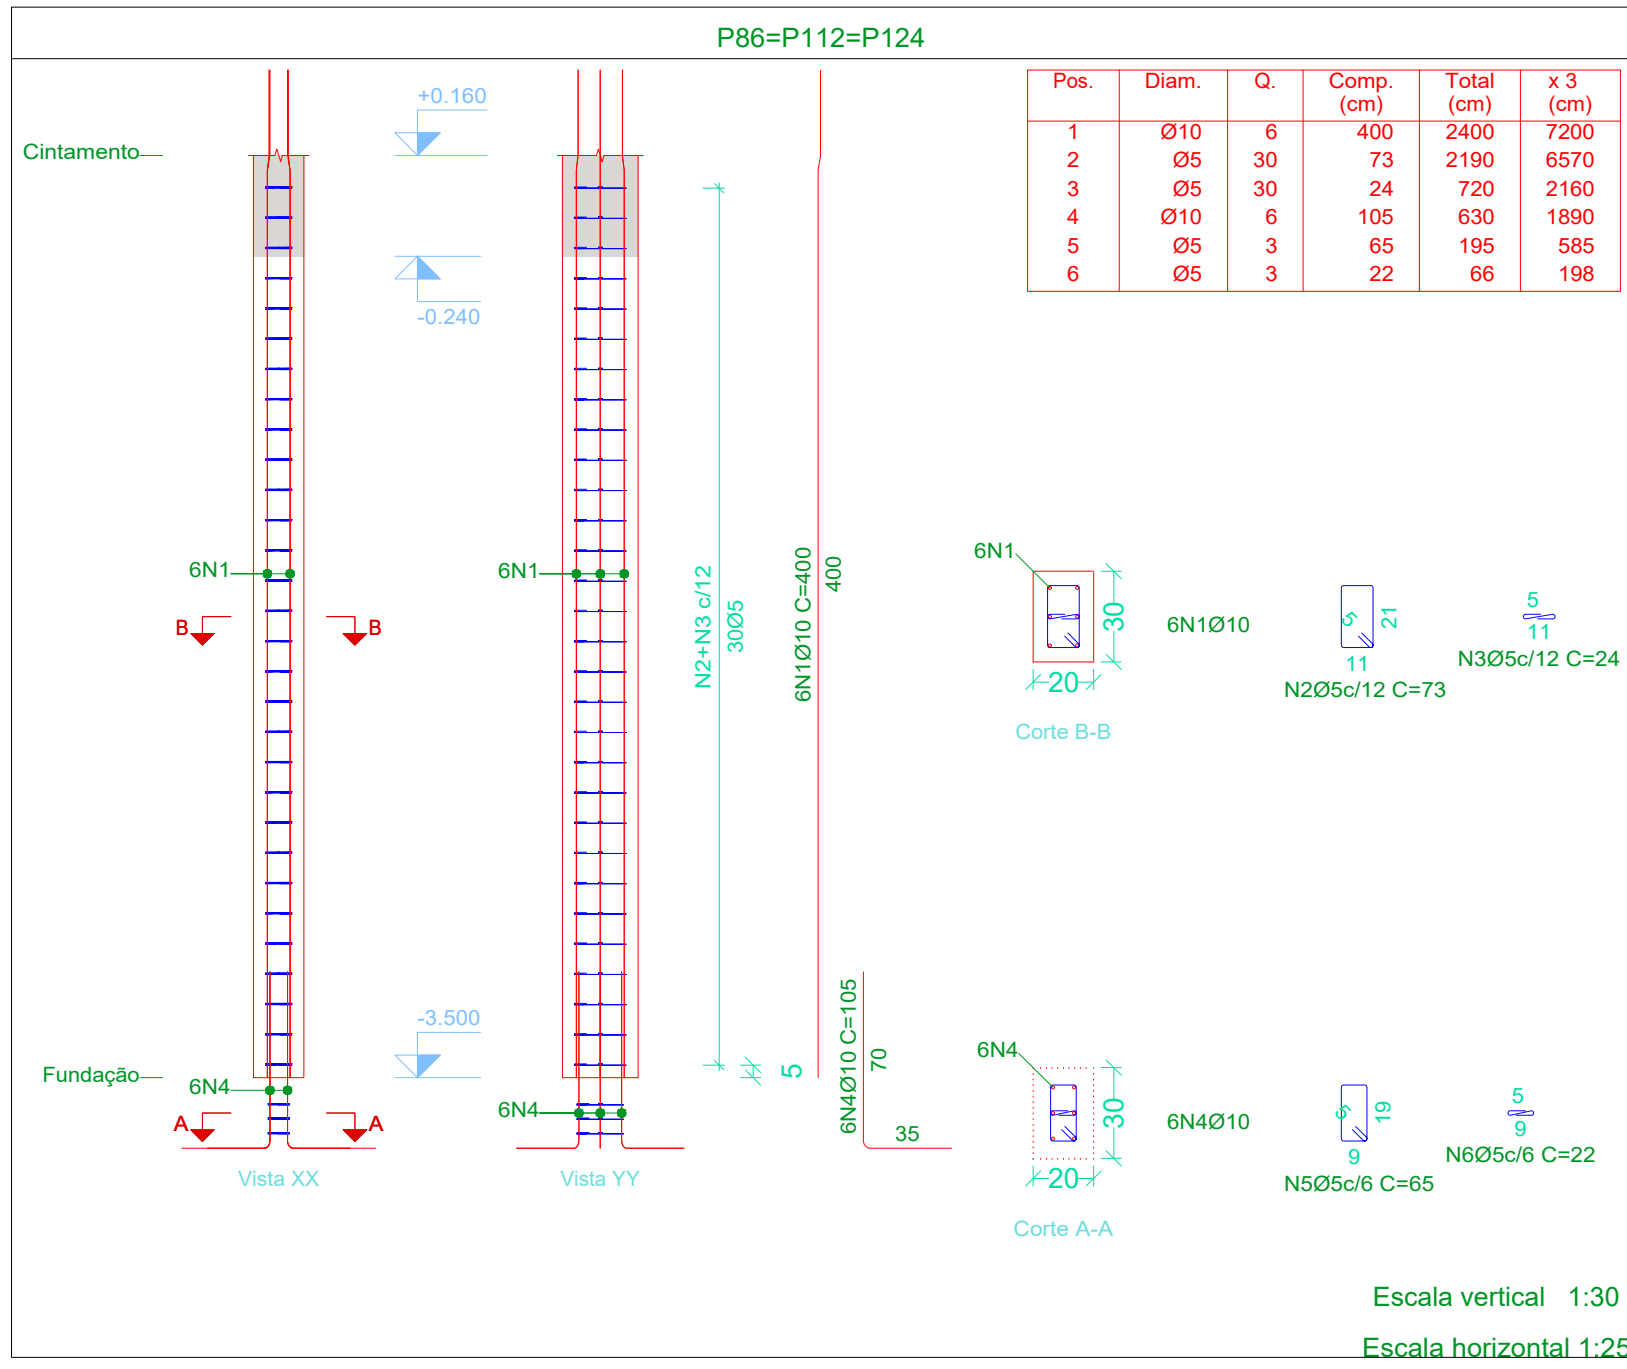 P86=P112=P124
Pos. Diam. Q. Comp. (cm) Total (cm) x 3 (cm)
1 Ø10 6 400 2400 7200
2 Ø5 30 73 2190 6570
3 Ø5 30 24 720 2160
4 Ø10 6 105 630 1890
5 Ø5 3 65 195 585
6 Ø5 3 22 66 198
+0.160
Cintamento
-0.240
6N1
6N1
B
B
N2+N3 c/12
30Ø5
6N1Ø10 C=400
400
6N1
30
20
6N1Ø10
Corte B-B
5
21
11
N2Ø5c/12 C=73
5
11
N3Ø5c/12 C=24
-3.500
Fundação
6N4
6N4
A
A
5
6N4Ø10 C=105
70
35
6N4
30
20
6N4Ø10
Corte A-A
5
19
9
N5Ø5c/6 C=65
5
9
N6Ø5c/6 C=22
Vista XX
Vista YY
Escala vertical 1:30
Escala horizontal 1:25